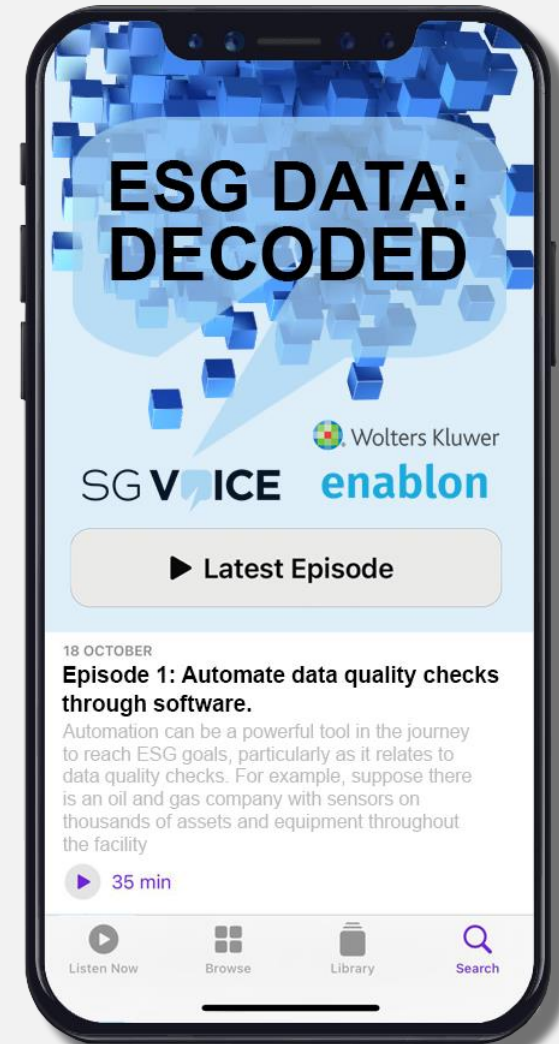 ESG DATA:
DECODED
Wolters Kluwer
SG VOICE enablon
▶ Latest Episode
18 OCTOBER
Episode 1: Automate data quality checks
through software.
Automation can be a powerful tool in the journey
to reach ESG goals, particularly as it relates to
data quality checks. For example, suppose there
is an oil and gas company with sensors on
thousands of assets and equipment throughout
the facility
35 min
Listen Now Browse Library Search